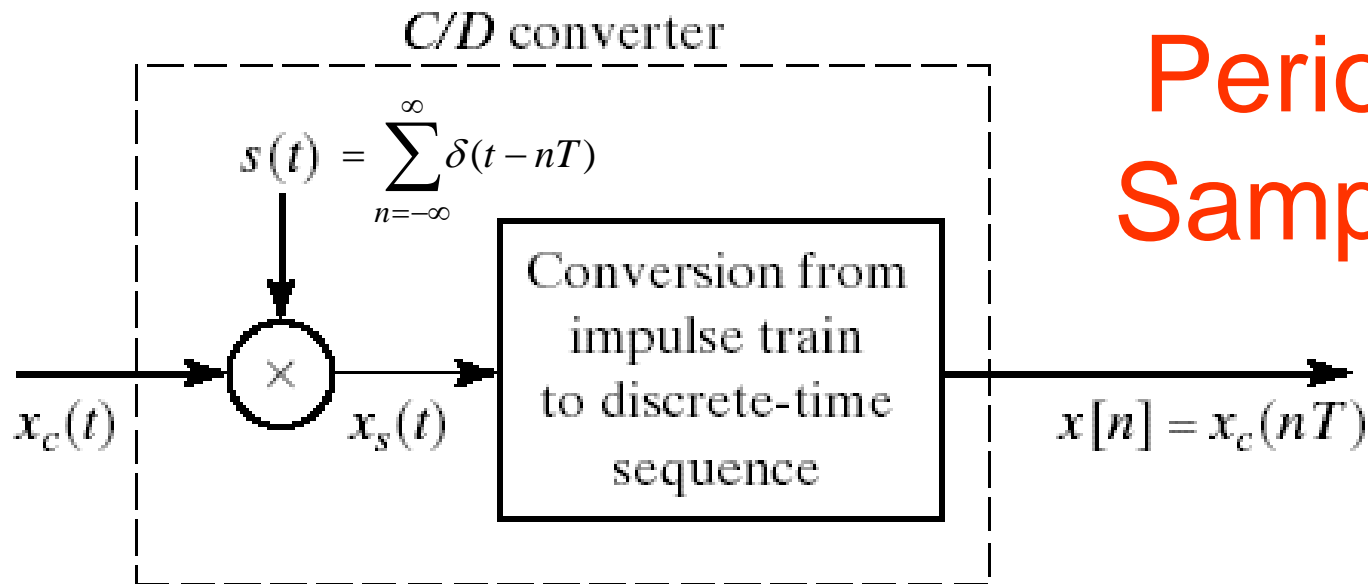 C/D converter
Perio
Samp
s(t) = ∑_{n=-∞}^{∞} δ(t − nT)
Conversion from
impulse train
to discrete-time
sequence
×
x_c(t)
x_s(t)
x[n] = x_c(nT)